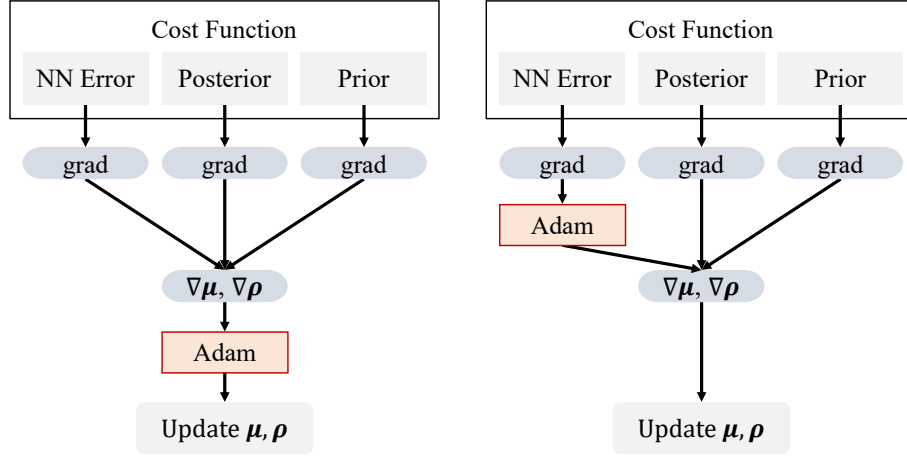 Cost Function
NN Error Posterior Prior
grad grad grad
∇μ, ∇ρ
Adam
Update μ, ρ
Cost Function
NN Error Posterior Prior
grad grad grad
Adam
∇μ, ∇ρ
Update μ, ρ